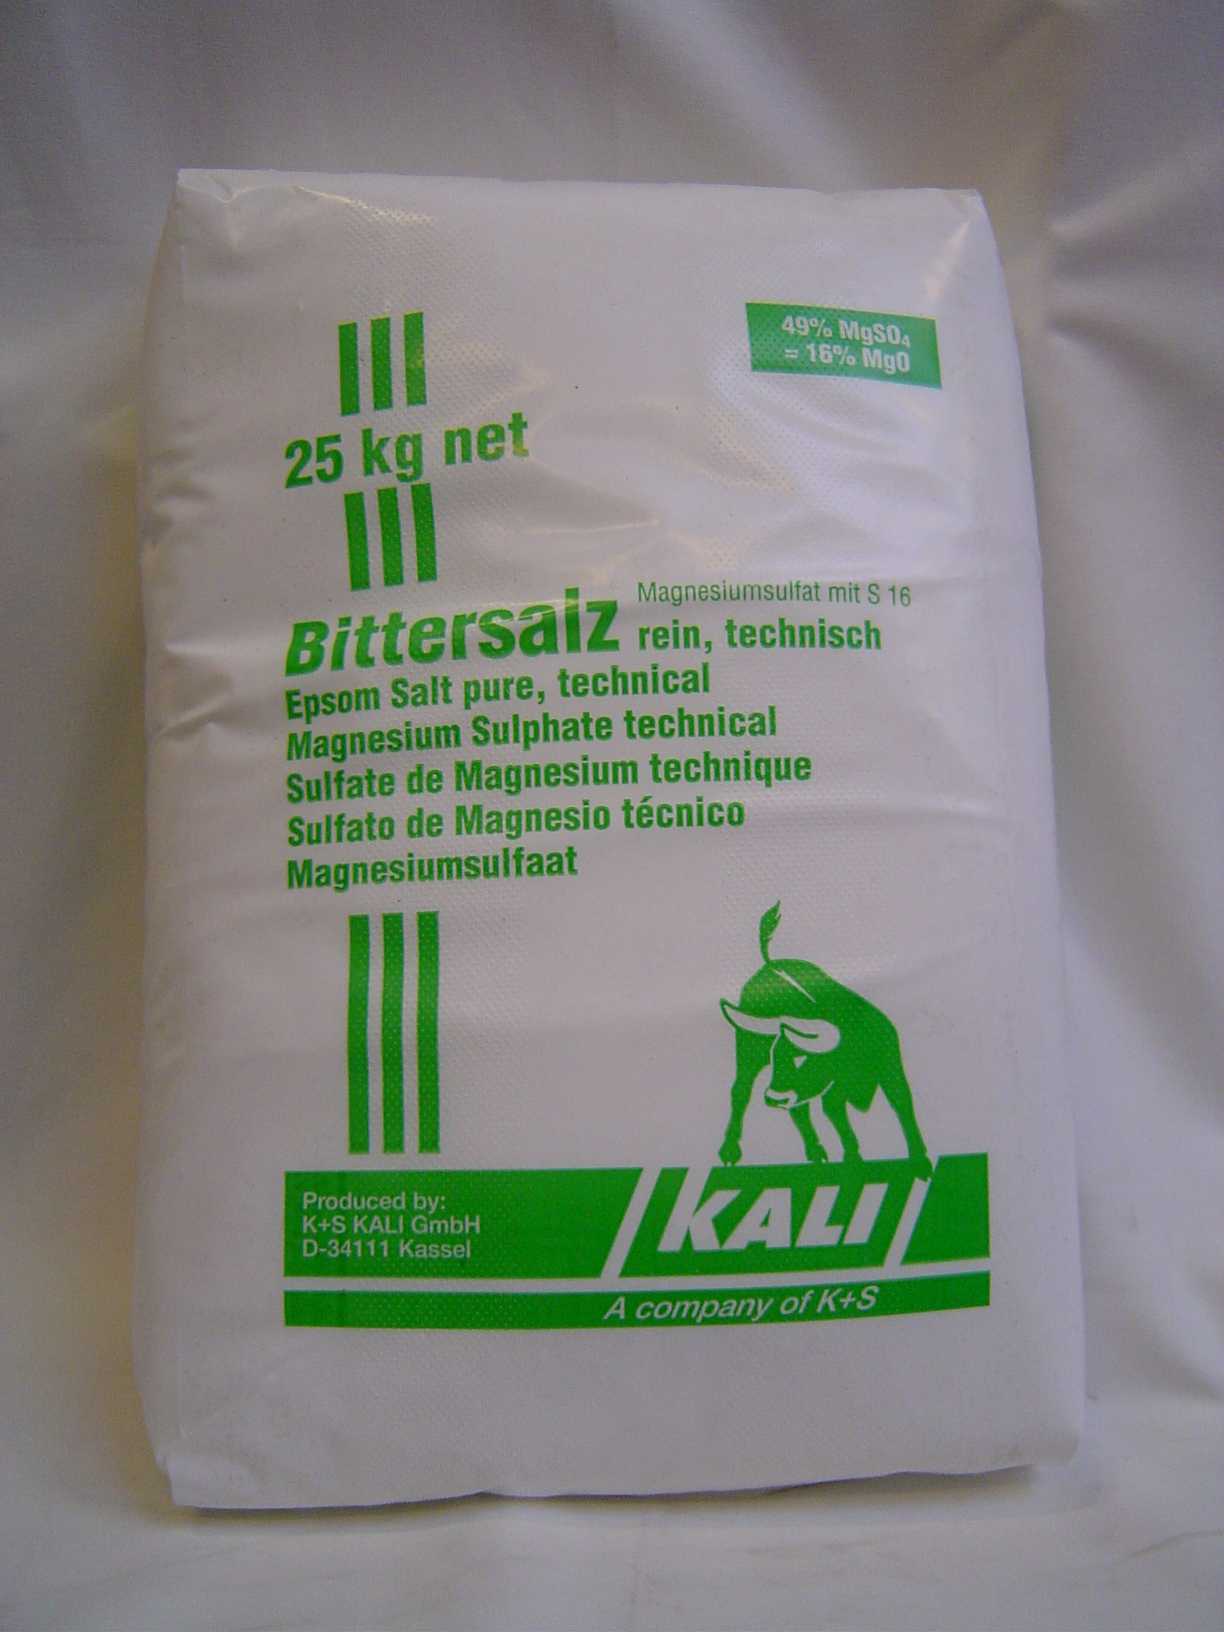 49% MgSO₄
= 16% MgO
25 kg net
Bittersalz Magnesiumsulfat mit S 16
rein, technisch
Epsom Salt pure, technical
Magnesium Sulphate technical
Sulfate de Magnesium technique
Sulfato de Magnesio técnico
Magnesiumsulfaat
Produced by:
K+S KALI GmbH
D-34111 Kassel
KALI
A company of K+S